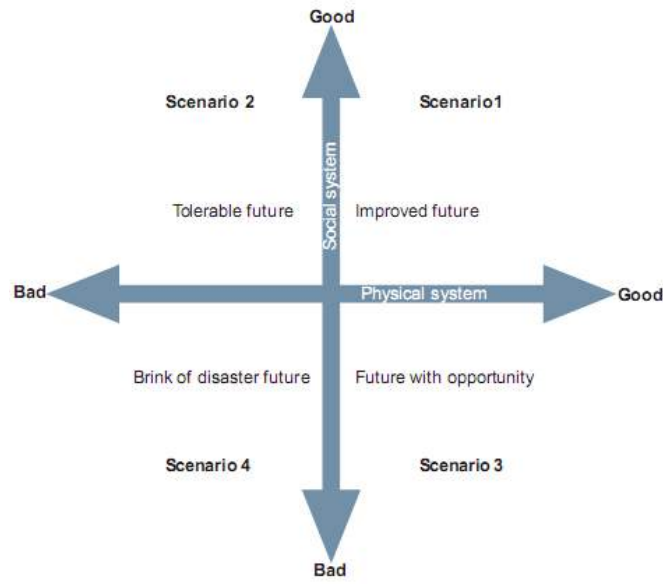 Good
Scenario 2
Scenario1
Social system
Tolerable future
Improved future
Bad
Physical system
Good
Brink of disaster future
Future with opportunity
Scenario 4
Scenario 3
Bad